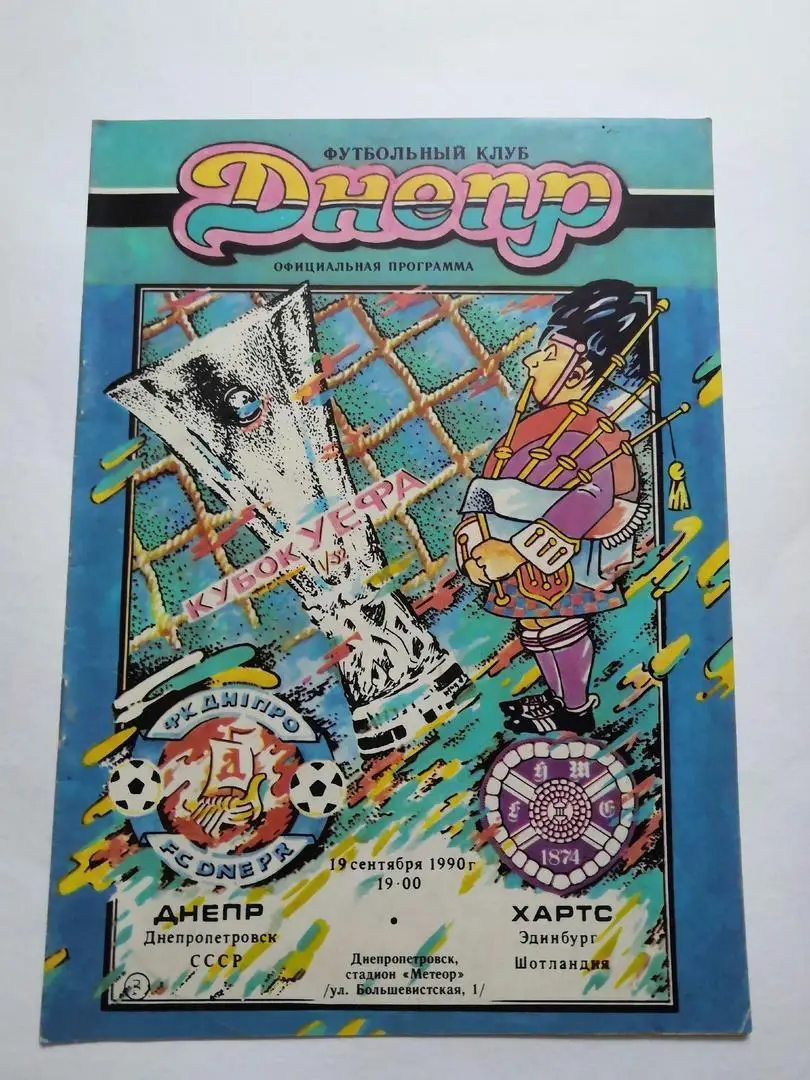 ФУТБОЛЬНЫЙ КЛУБ
Днепр
ОФИЦИАЛЬНАЯ ПРОГРАММА
КУБОК УЕФА
1/32
ФК ДНІПРО
Д
FC DNEPR
H M
F C
1874
19 сентября 1990г
19·00
ДНЕПР
Днепропетровск
СССР
•
Днепропетровск,
стадион «Метеор»
/ул. Большевистская, 1/
ХАРТС
Эдинбург
Шотландия